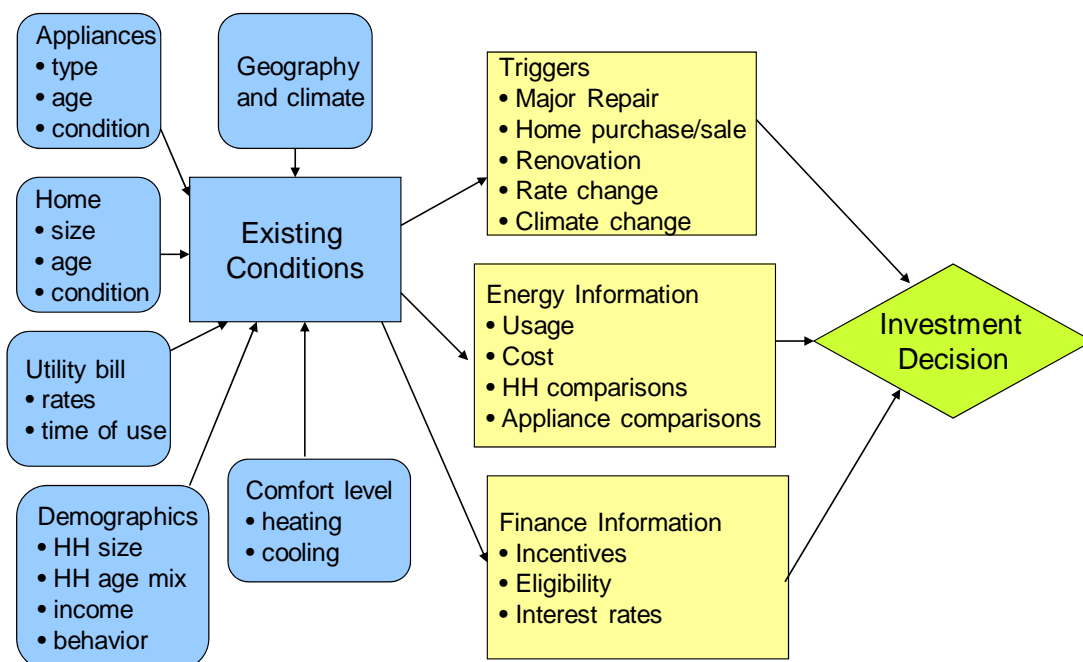 Appliances
• type
• age
• condition
Geography
and climate
Home
• size
• age
• condition
Existing
Conditions
Utility bill
• rates
• time of use
Demographics
• HH size
• HH age mix
• income
• behavior
Comfort level
• heating
• cooling
Triggers
• Major Repair
• Home purchase/sale
• Renovation
• Rate change
• Climate change
Energy Information
• Usage
• Cost
• HH comparisons
• Appliance comparisons
Finance Information
• Incentives
• Eligibility
• Interest rates
Investment
Decision